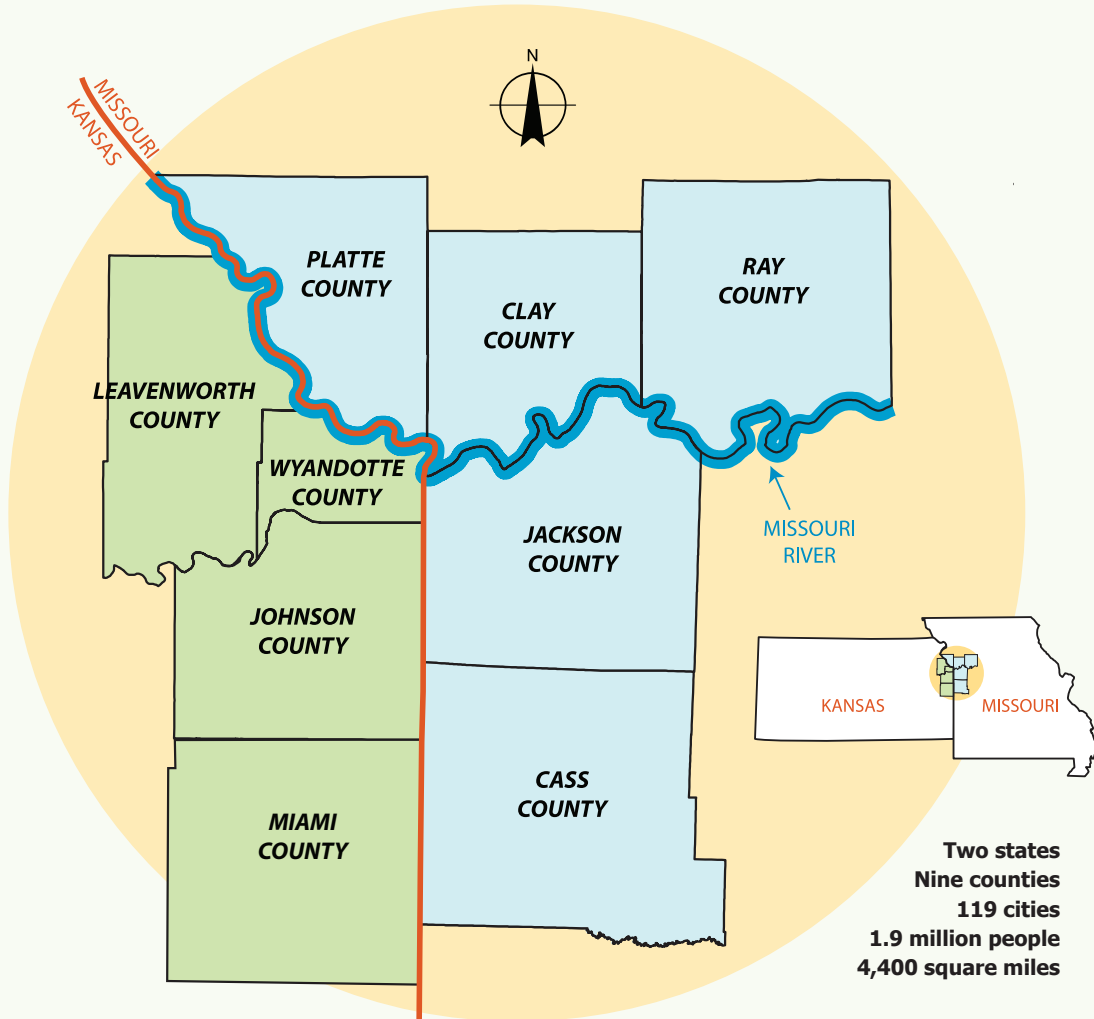 N
MISSOURI
KANSAS
PLATTE
COUNTY
CLAY
COUNTY
RAY
COUNTY
LEAVENWORTH
COUNTY
WYANDOTTE
COUNTY
JACKSON
COUNTY
MISSOURI
RIVER
JOHNSON
COUNTY
KANSAS
MISSOURI
CASS
COUNTY
MIAMI
COUNTY
Two states
Nine counties
119 cities
1.9 million people
4,400 square miles